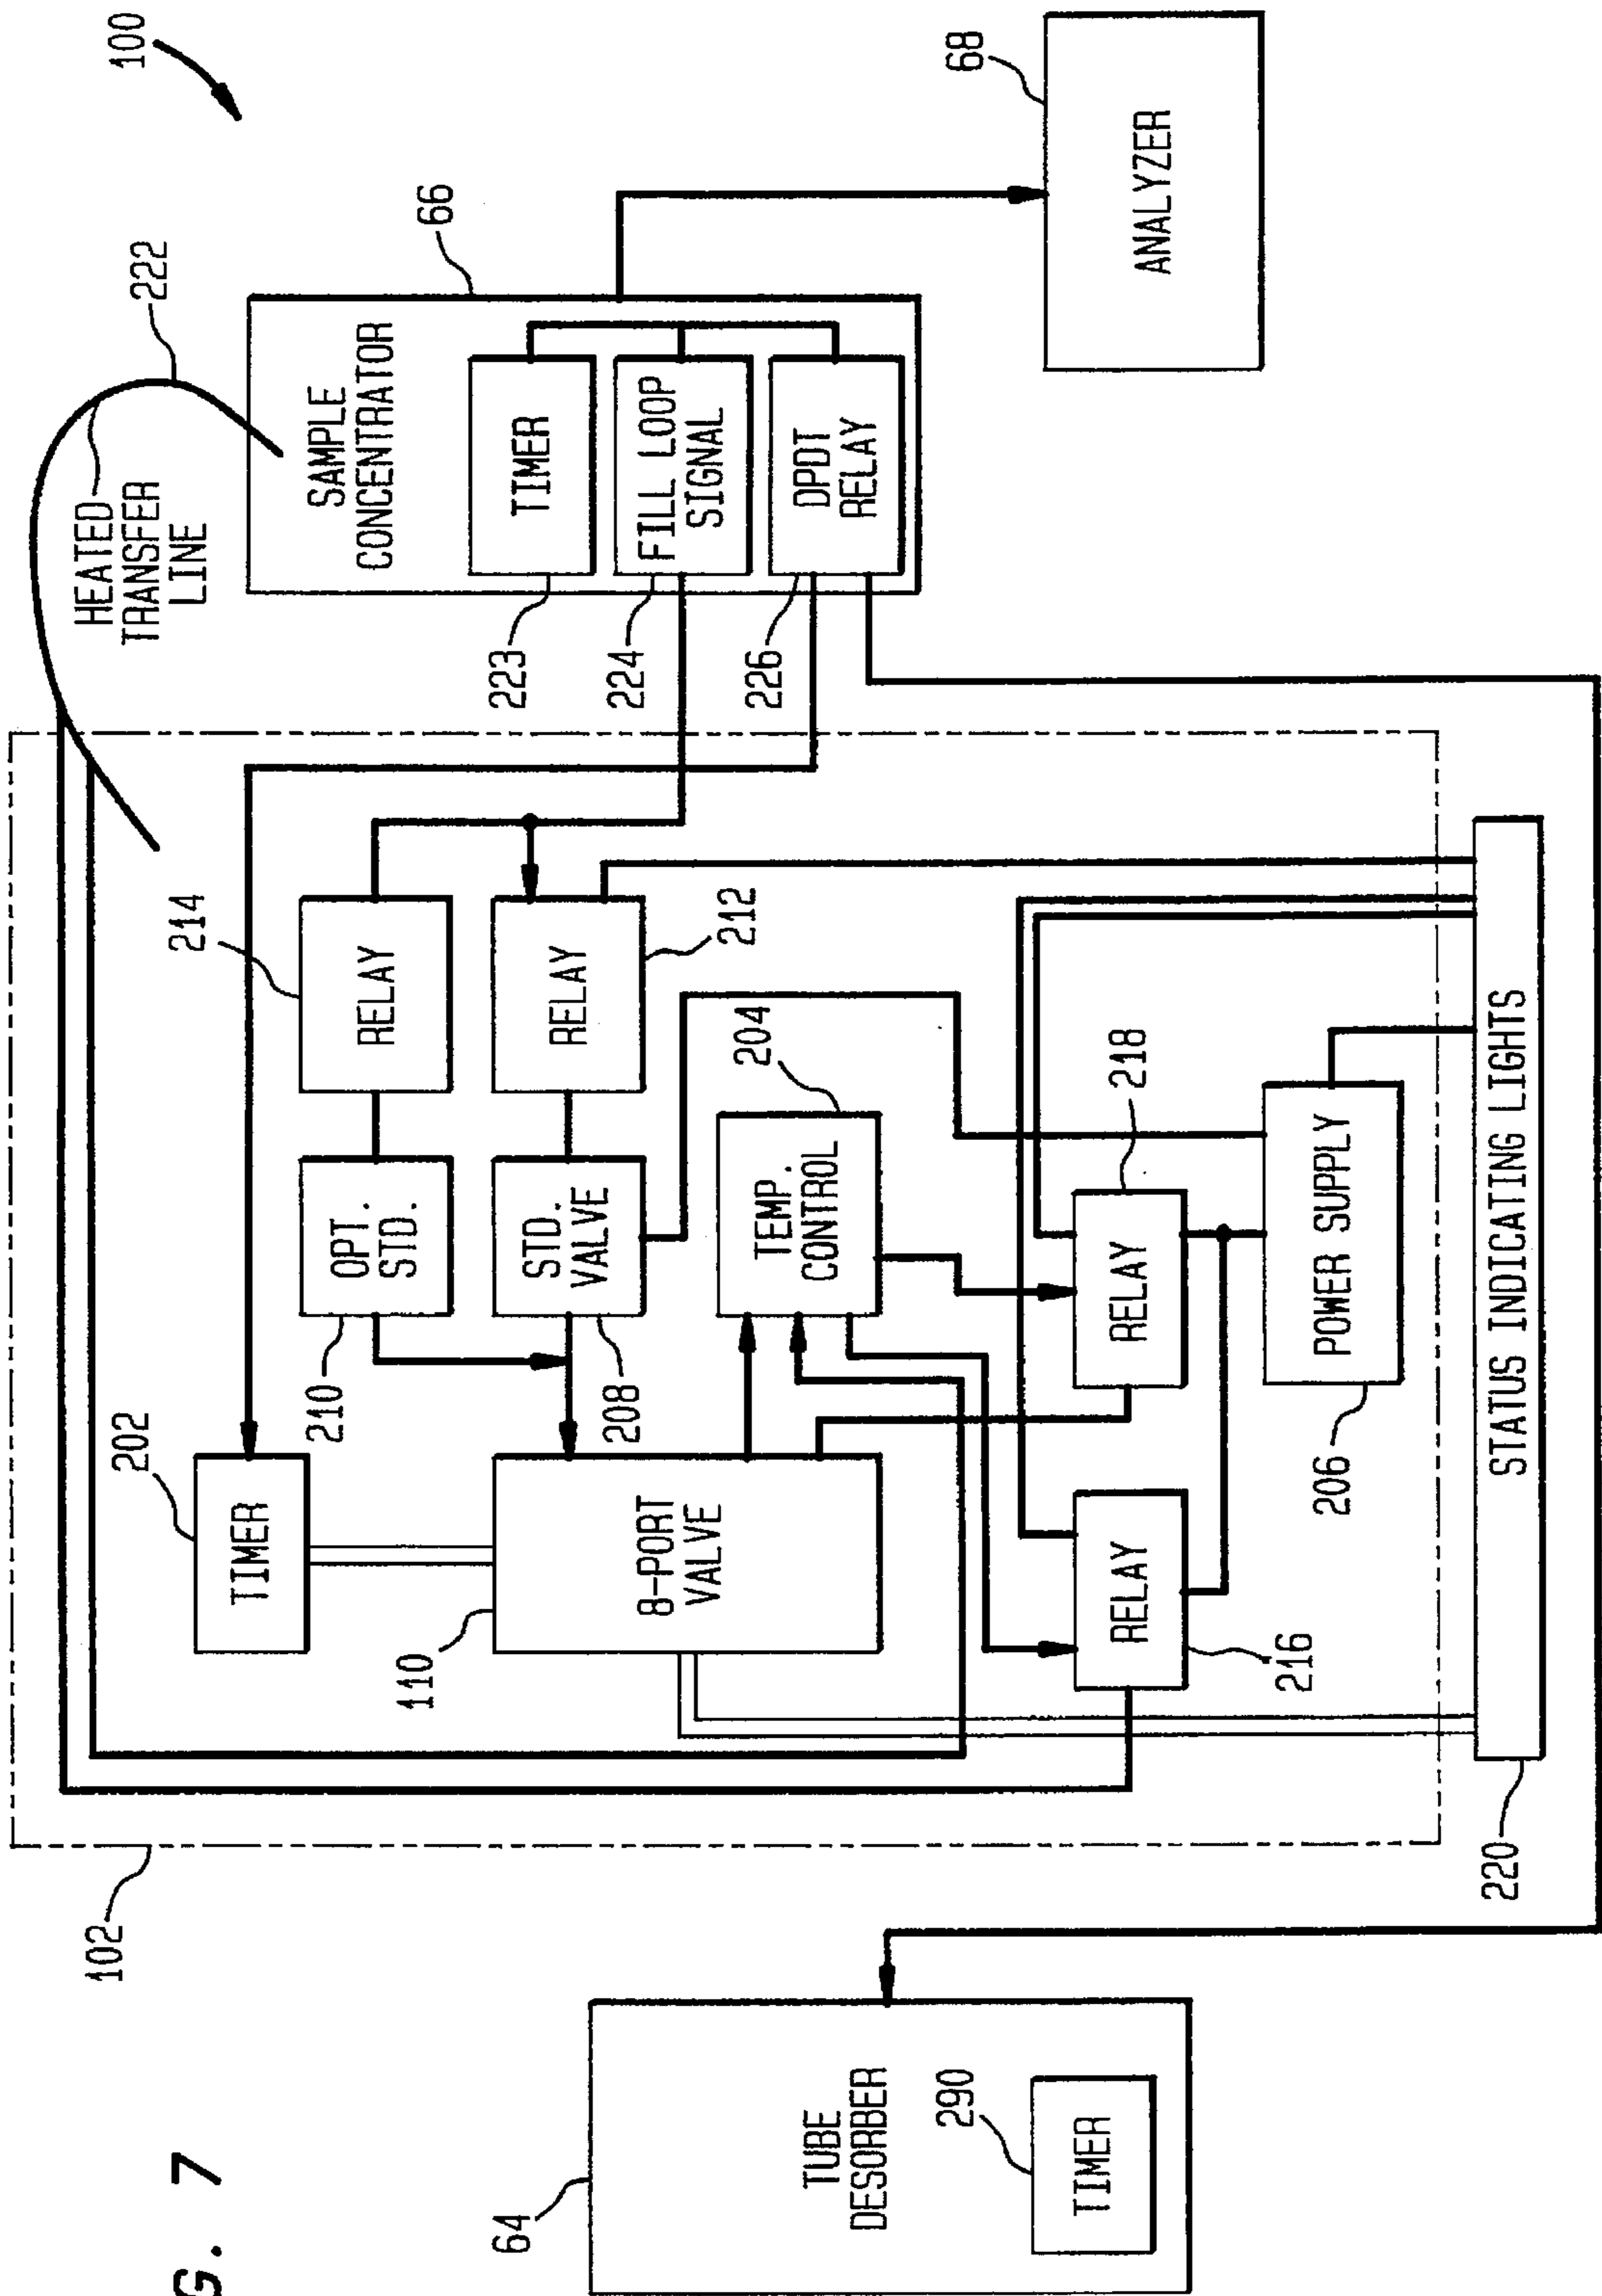 G. 7
100
HEATED
TRANSFER
LINE
222
66
68
SAMPLE
CONCENTRATOR
TIMER
223
FILL LOOP
SIGNAL
224
DPDT
RELAY
226
ANALYZER
102
202
TIMER
214
RELAY
210
OPT.
STD.
212
RELAY
208
STD.
VALVE
110
8-PORT
VALVE
204
TEMP.
CONTROL
218
RELAY
216
RELAY
206
POWER SUPPLY
220
STATUS INDICATING LIGHTS
64
TUBE
DESORBER
290
TIMER